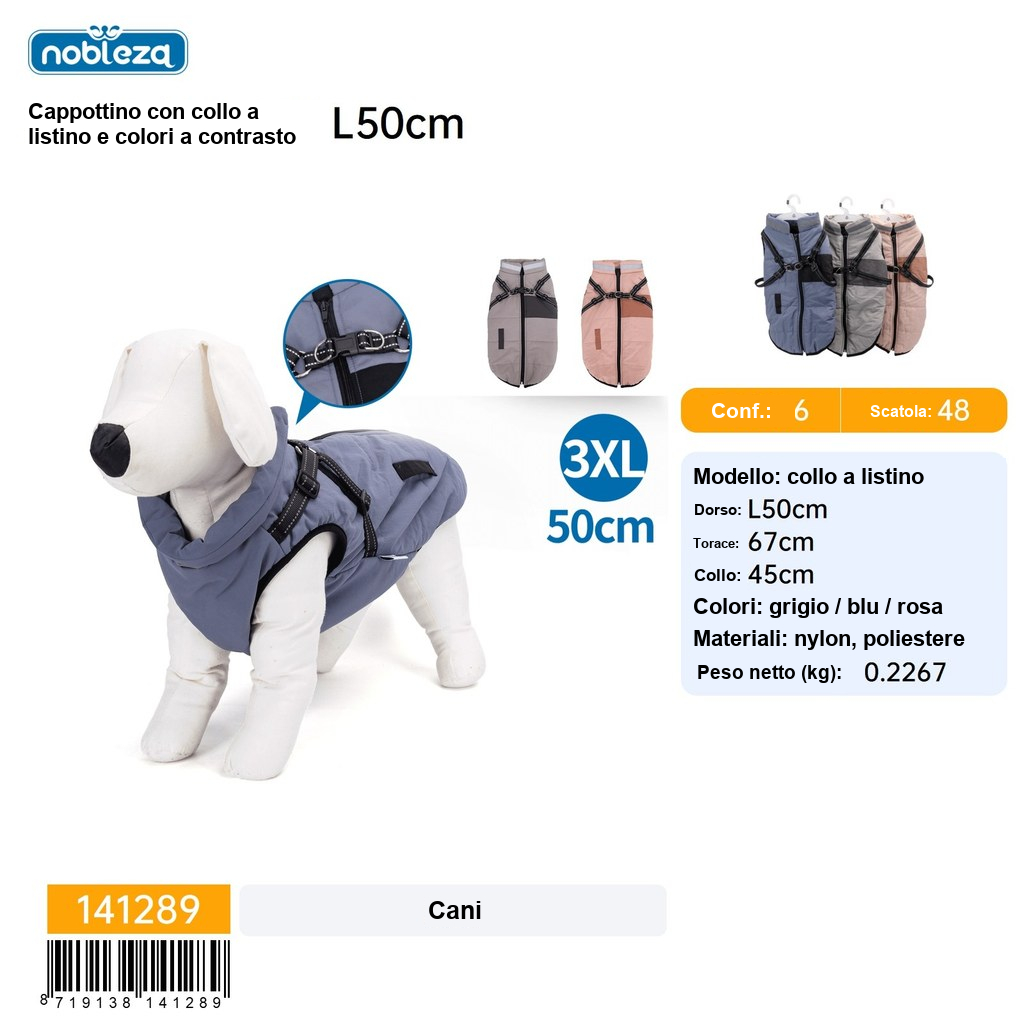 nobleza
Cappottino con collo a
listino e colori a contrasto
L50cm
3XL
50cm
Conf.: 6
Scatola: 48
Modello: collo a listino
Dorso: L50cm
Torace: 67cm
Collo: 45cm
Colori: grigio / blu / rosa
Materiali: nylon, poliestere
Peso netto (kg): 0.2267
141289
Cani
8 719138 141289